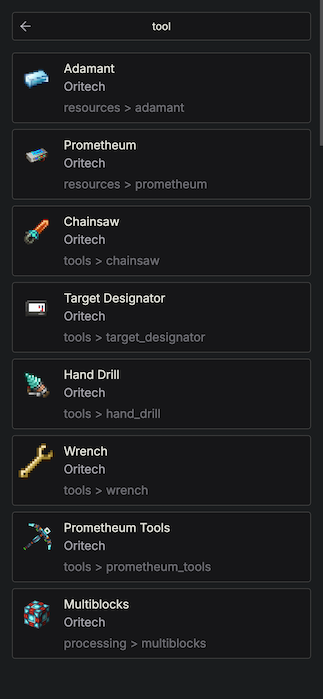 tool
Adamant
Oritech
resources > adamant
Prometheum
Oritech
resources > prometheum
Chainsaw
Oritech
tools > chainsaw
Target Designator
Oritech
tools > target_designator
Hand Drill
Oritech
tools > hand_drill
Wrench
Oritech
tools > wrench
Prometheum Tools
Oritech
tools > prometheum_tools
Multiblocks
Oritech
processing > multiblocks